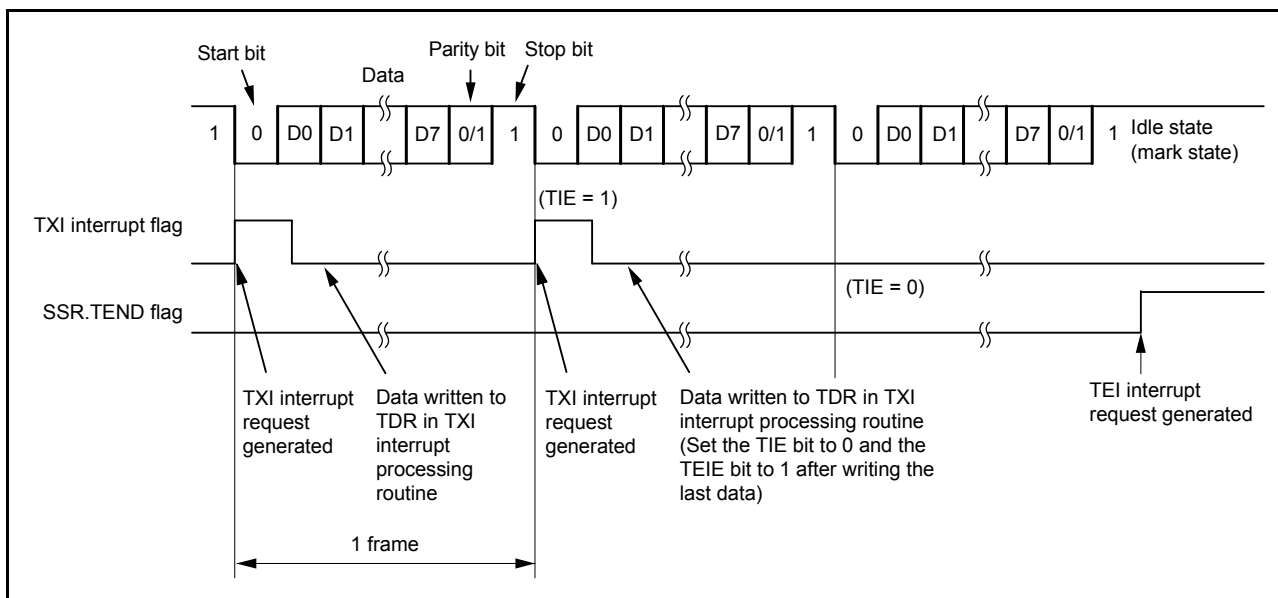 Start bit
Parity bit
Stop bit
Data
1 0 D0 D1 D7 0/1 1 0 D0 D1 D7 0/1 1 0 D0 D1 D7 0/1 1 Idle state
(mark state)
(TIE = 1)
TXI interrupt flag
(TIE = 0)
SSR.TEND flag
TXI interrupt
request
generated
Data written to
TDR in TXI
interrupt
processing
routine
TXI interrupt
request
generated
Data written to TDR in TXI
interrupt processing routine
(Set the TIE bit to 0 and the
TEIE bit to 1 after writing the
last data)
TEI interrupt
request generated
1 frame